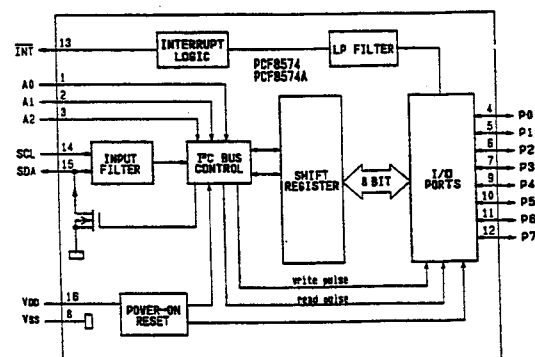 INT 13
INTERRUPT
LOGIC
PCF8574
PCF8574A
LP FILTER
A0 1
A1 2
A2 3
SCL 14
SDA 15
INPUT
FILTER
I²C BUS
CONTROL
SHIFT
REGISTER
8 BIT
I/O
PORTS
4 P0
5 P1
6 P2
7 P3
9 P4
10 P5
11 P6
12 P7
write pulse
read pulse
VDD 16
VSS 8
POWER-ON
RESET